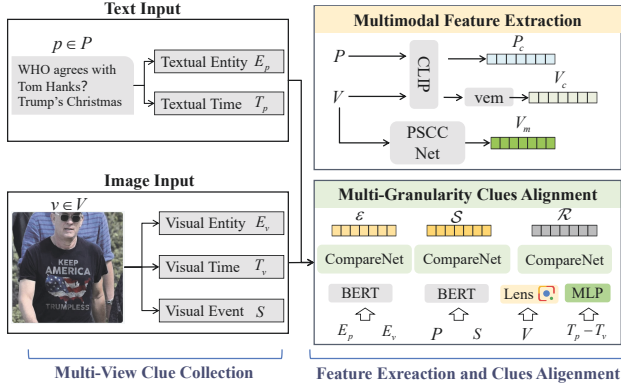 Text Input
p ∈ P
WHO agrees with
Tom Hanks?
Trump's Christmas
Textual Entity E_p
Textual Time T_p
Image Input
v ∈ V
KEEP
AMERICA
TRUMPLESS
Visual Entity E_v
Visual Time T_v
Visual Event S
Multi-View Clue Collection
Multimodal Feature Extraction
P
V
CLIP
P_c
vem
V_c
PSCC
Net
V_m
Multi-Granularity Clues Alignment
ε
S
R
CompareNet
CompareNet
CompareNet
BERT
BERT
Lens
MLP
E_p
E_v
P
S
V
T_p − T_v
Feature Exreaction and Clues Alignment